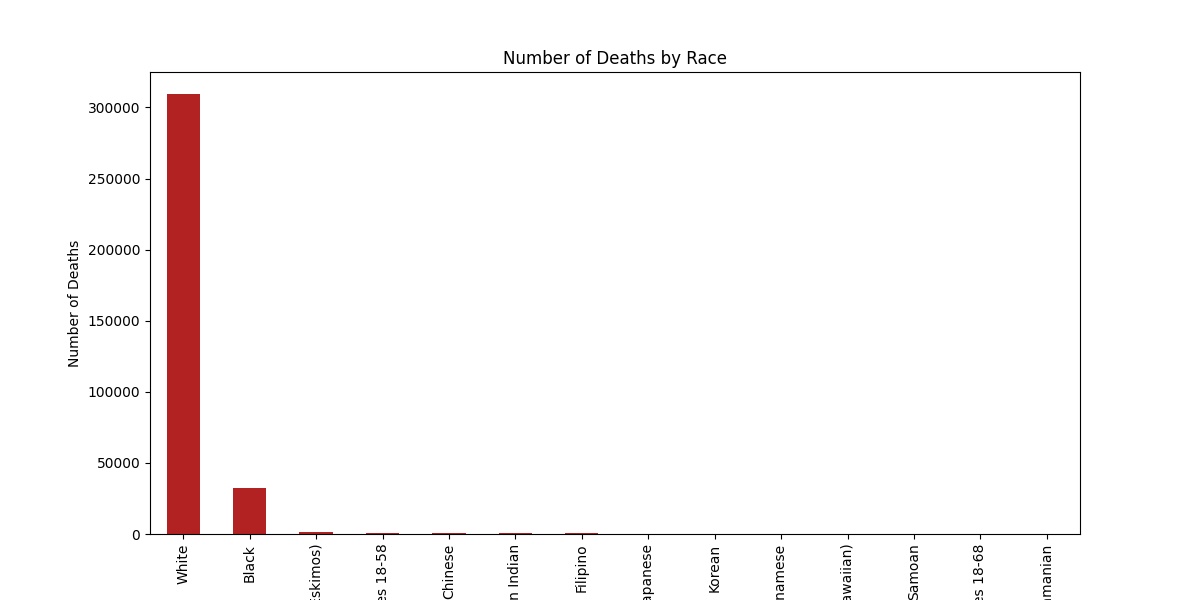 Number of Deaths by Race
Number of Deaths
300000
250000
200000
150000
100000
50000
0
White
Black
skimos)
es 18-58
Chinese
n Indian
Filipino
apanese
Korean
namese
awaiian)
Samoan
es 18-68
manian